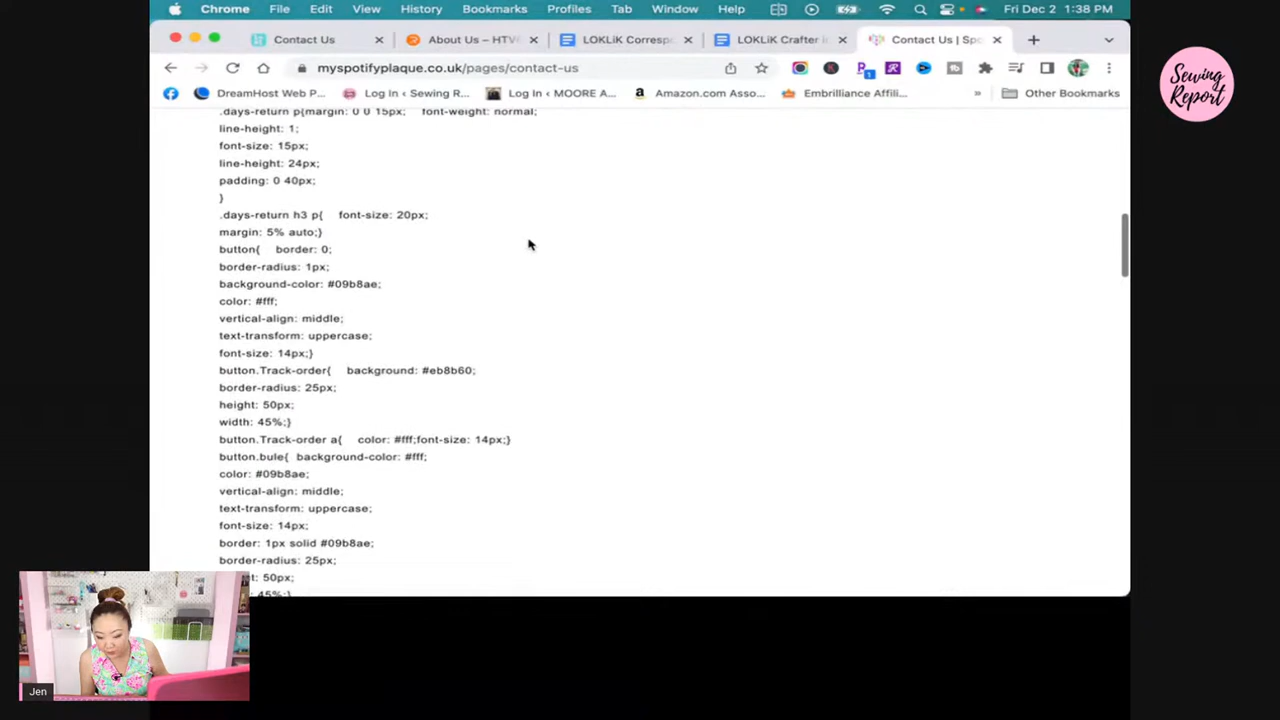 Chrome File Edit View History Bookmarks Profiles Tab Window Help Fri Dec 2 1:38 PM
Contact Us
About Us – HTV
LOKLiK Corresp
LOKLiK Crafter
Contact Us | Spo
myspotifyplaque.co.uk/pages/contact-us
DreamHost Web P...
Log In ‹ Sewing R...
Log In ‹ MOORE A...
Amazon.com Asso...
Embrilliance Affili...
» Other Bookmarks
Sewing
Report
.days-return p{margin: 0 0 15px; font-weight: normal;
line-height: 1;
font-size: 15px;
line-height: 24px;
padding: 0 40px;
}
.days-return h3 p{ font-size: 20px;
margin: 5% auto;}
button{ border: 0;
border-radius: 1px;
background-color: #09b8ae;
color: #fff;
vertical-align: middle;
text-transform: uppercase;
font-size: 14px;}
button.Track-order{ background: #eb8b60;
border-radius: 25px;
height: 50px;
width: 45%;}
button.Track-order a{ color: #fff;font-size: 14px;}
button.bule{ background-color: #fff;
color: #09b8ae;
vertical-align: middle;
text-transform: uppercase;
font-size: 14px;
border: 1px solid #09b8ae;
border-radius: 25px;
50px;
45%;}
Jen